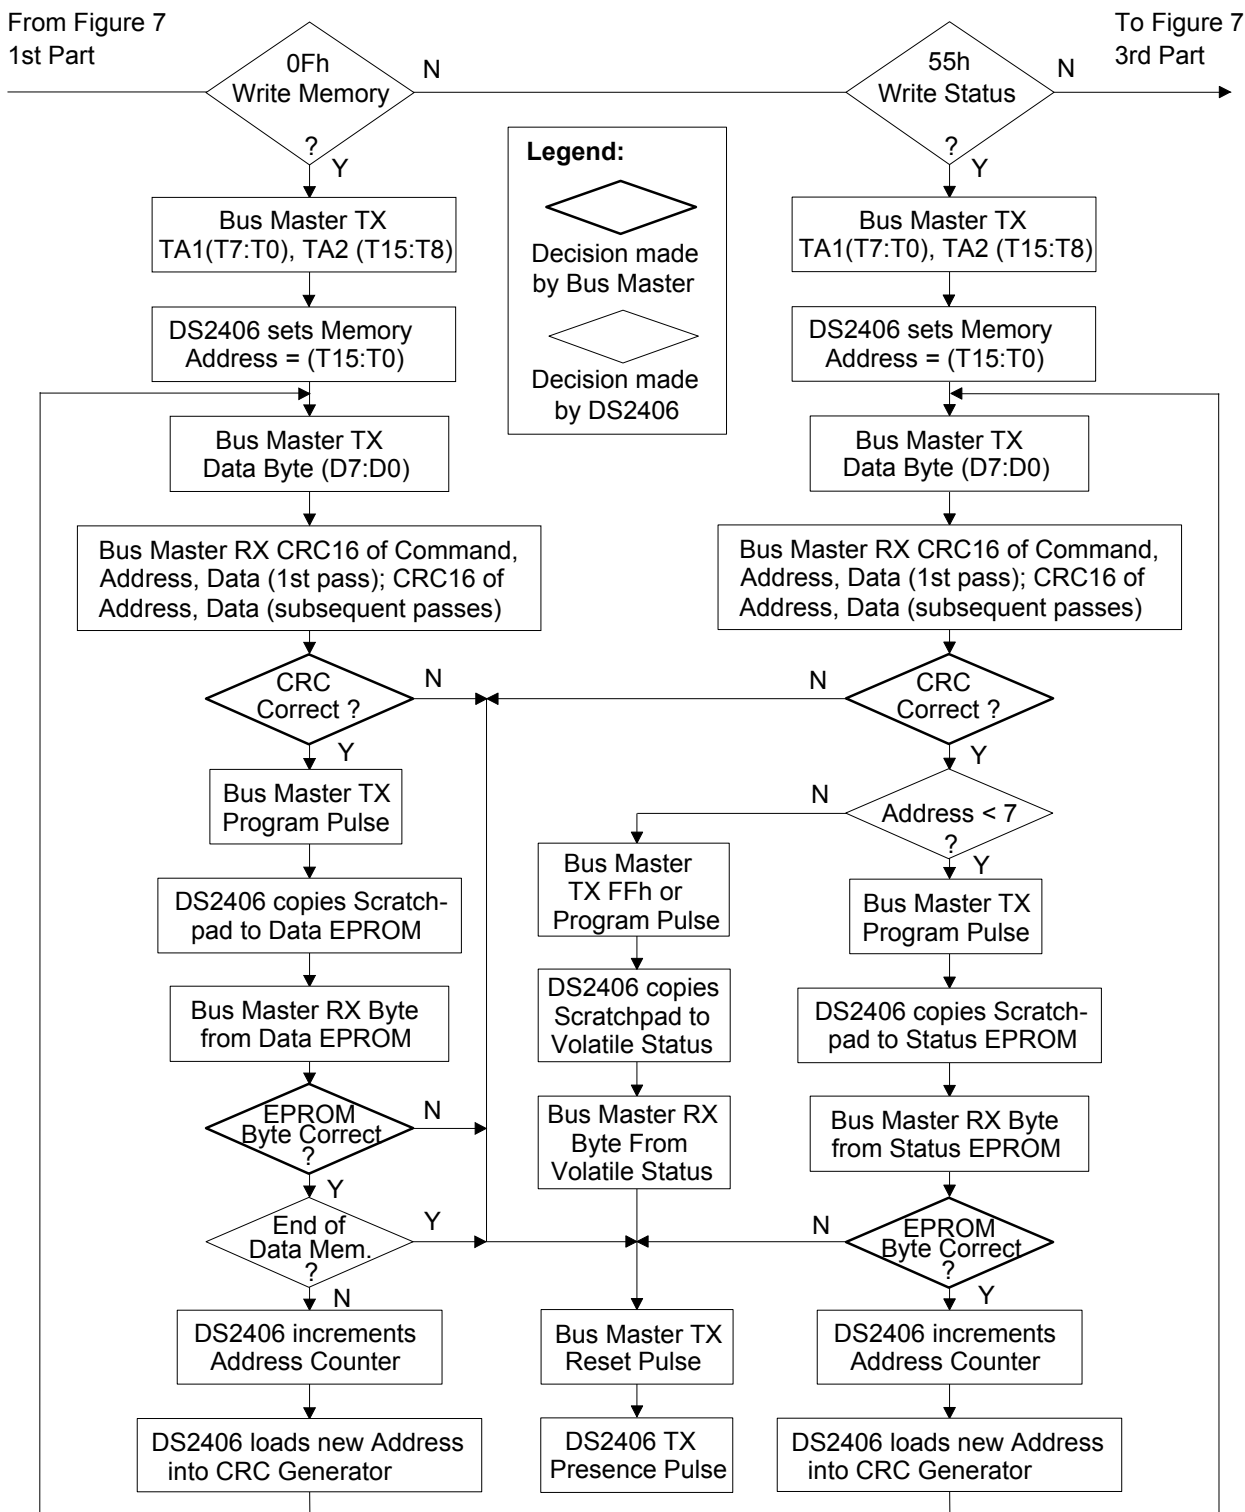 From Figure 7
1st Part
To Figure 7
3rd Part
0Fh
Write Memory
?
N
Y
55h
Write Status
?
N
Y
Legend:
Decision made
by Bus Master
Decision made
by DS2406
Bus Master TX
TA1(T7:T0), TA2 (T15:T8)
DS2406 sets Memory
Address = (T15:T0)
Bus Master TX
Data Byte (D7:D0)
Bus Master RX CRC16 of Command,
Address, Data (1st pass); CRC16 of
Address, Data (subsequent passes)
CRC
Correct ?
N
Y
Bus Master TX
Program Pulse
DS2406 copies Scratch-
pad to Data EPROM
Bus Master RX Byte
from Data EPROM
EPROM
Byte Correct
?
N
Y
End of
Data Mem.
?
Y
N
DS2406 increments
Address Counter
DS2406 loads new Address
into CRC Generator
Bus Master TX
TA1(T7:T0), TA2 (T15:T8)
DS2406 sets Memory
Address = (T15:T0)
Bus Master TX
Data Byte (D7:D0)
Bus Master RX CRC16 of Command,
Address, Data (1st pass); CRC16 of
Address, Data (subsequent passes)
N
CRC
Correct ?
Y
N
Address < 7
?
Y
Bus Master
TX FFh or
Program Pulse
DS2406 copies
Scratchpad to
Volatile Status
Bus Master RX
Byte From
Volatile Status
Bus Master TX
Reset Pulse
DS2406 TX
Presence Pulse
Bus Master TX
Program Pulse
DS2406 copies Scratch-
pad to Status EPROM
Bus Master RX Byte
from Status EPROM
N
EPROM
Byte Correct
?
Y
DS2406 increments
Address Counter
DS2406 loads new Address
into CRC Generator